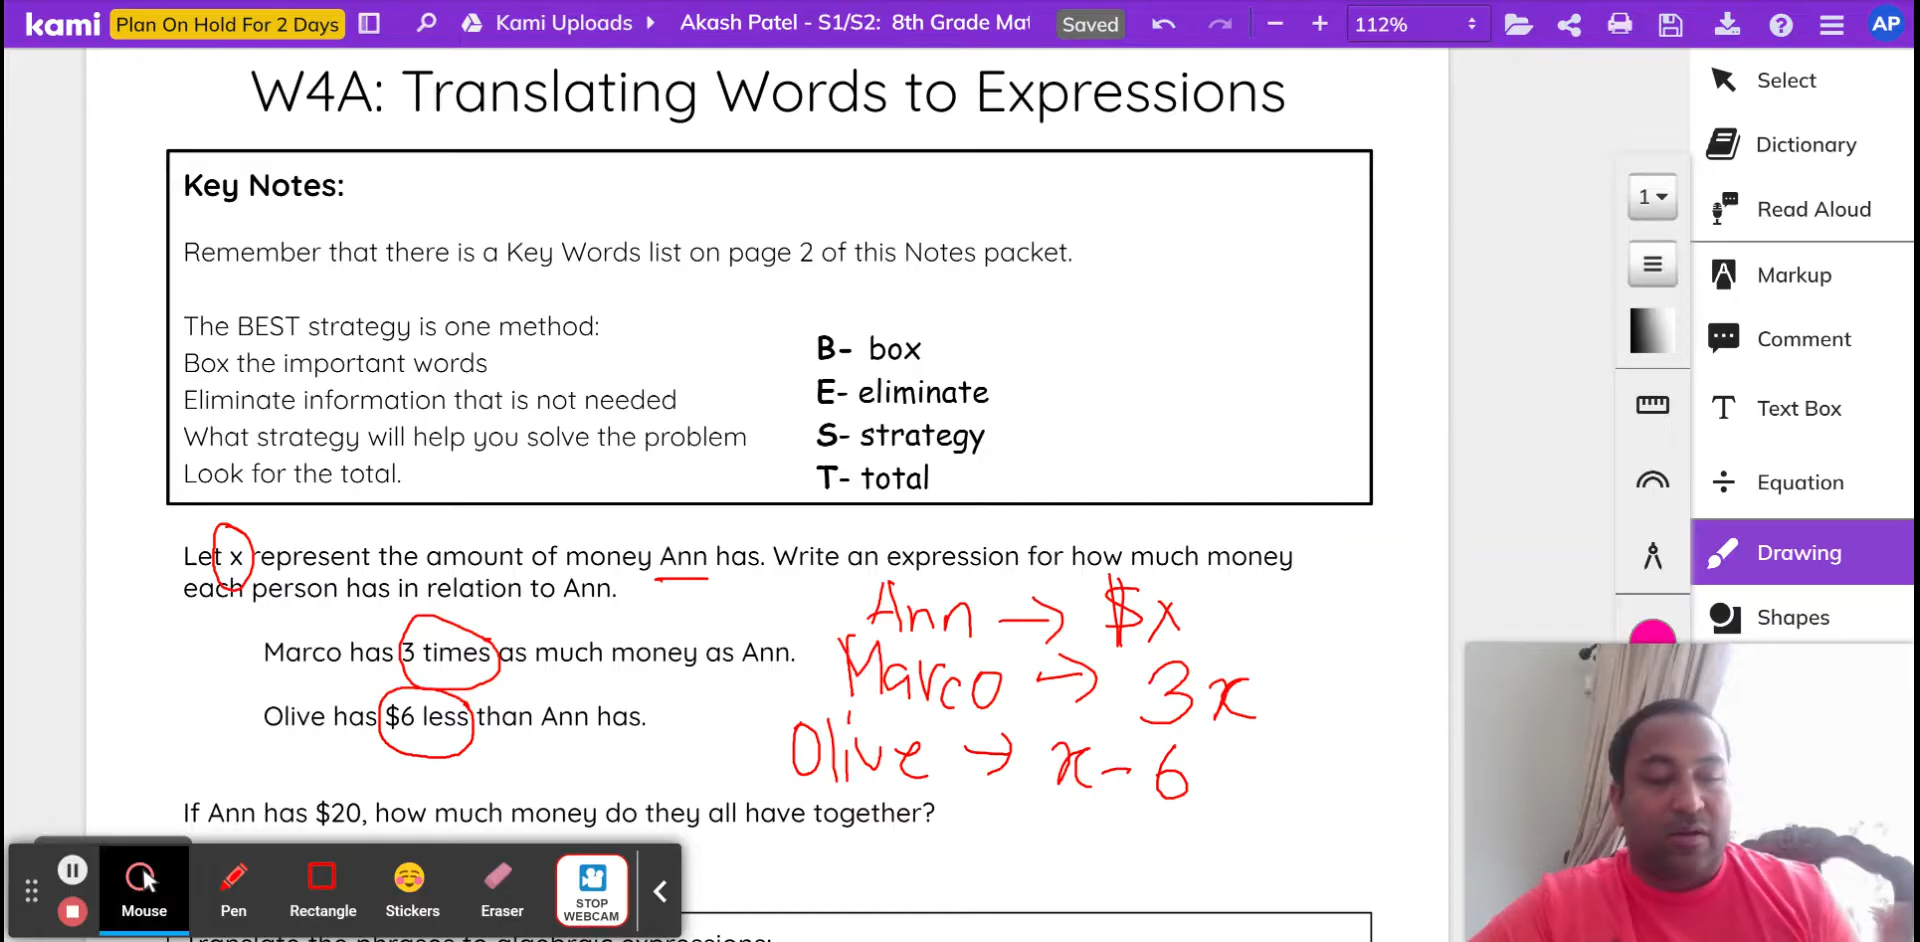 kami Plan On Hold For 2 Days Kami Uploads Akash Patel - S1/S2: 8th Grade Mat Saved 112% AP
W4A: Translating Words to Expressions
Key Notes:
Remember that there is a Key Words list on page 2 of this Notes packet.
The BEST strategy is one method:
Box the important words
Eliminate information that is not needed
What strategy will help you solve the problem
Look for the total.
B- box
E- eliminate
S- strategy
T- total
Let x represent the amount of money Ann has. Write an expression for how much money
each person has in relation to Ann.
Ann → $x
Marco has 3 times as much money as Ann.
Marco → 3x
Olive has $6 less than Ann has.
Olive → x - 6
If Ann has $20, how much money do they all have together?
Translate the phrases to algebraic expressions:
Select
Dictionary
Read Aloud
Markup
Comment
T Text Box
Equation
Drawing
Shapes
1
Mouse
Pen
Rectangle
Stickers
Eraser
STOP
WEBCAM